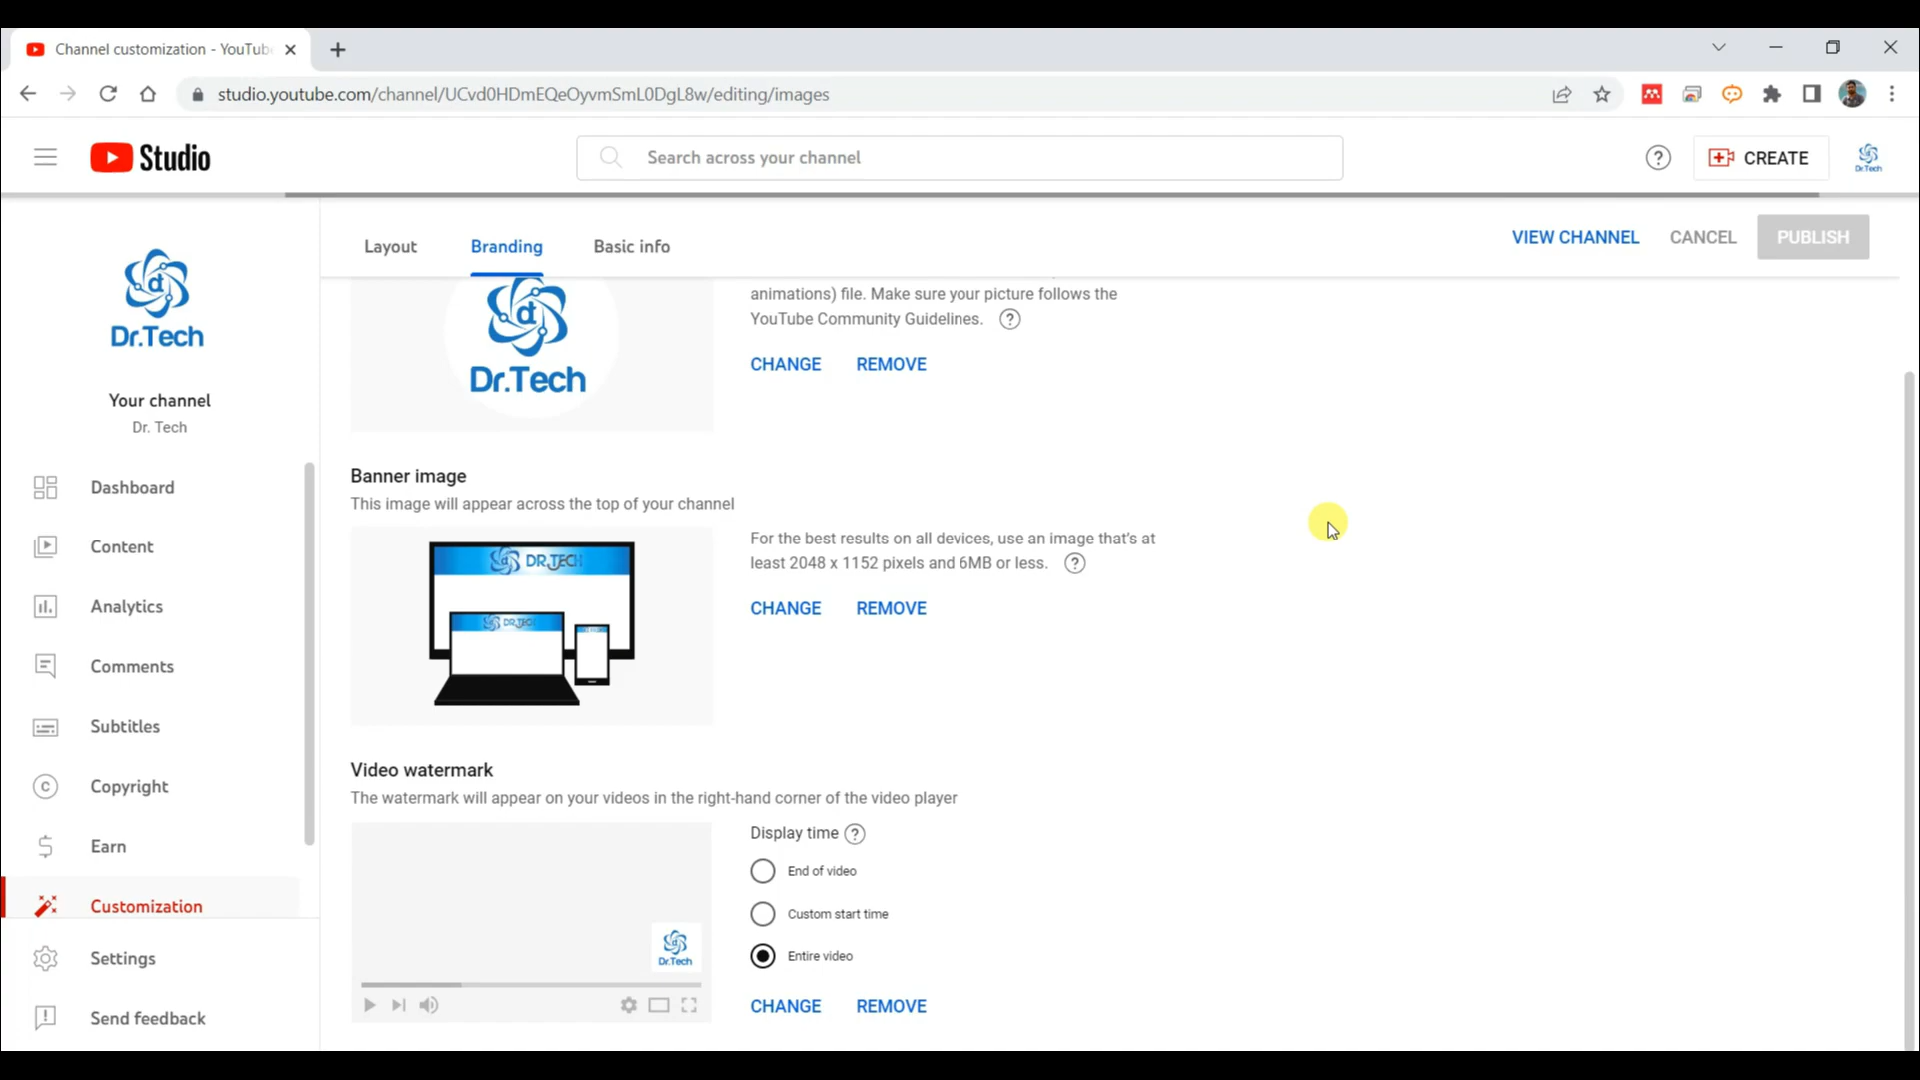 Channel customization - YouTube
studio.youtube.com/channel/UCvd0HDmEQeOyvmSmL0DgL8w/editing/images
Studio
Search across your channel
CREATE
Dr.Tech
Layout
Branding
Basic info
VIEW CHANNEL
CANCEL
PUBLISH
Dr.Tech
Your channel
Dr. Tech
Dashboard
Content
Analytics
Comments
Subtitles
Copyright
Earn
Customization
Settings
Send feedback
Dr.Tech
animations) file. Make sure your picture follows the
YouTube Community Guidelines.
CHANGE
REMOVE
Banner image
This image will appear across the top of your channel
DR.TECH
DR.TECH
For the best results on all devices, use an image that's at
least 2048 x 1152 pixels and 6MB or less.
CHANGE
REMOVE
Video watermark
The watermark will appear on your videos in the right-hand corner of the video player
Dr.Tech
Display time
End of video
Custom start time
Entire video
CHANGE
REMOVE